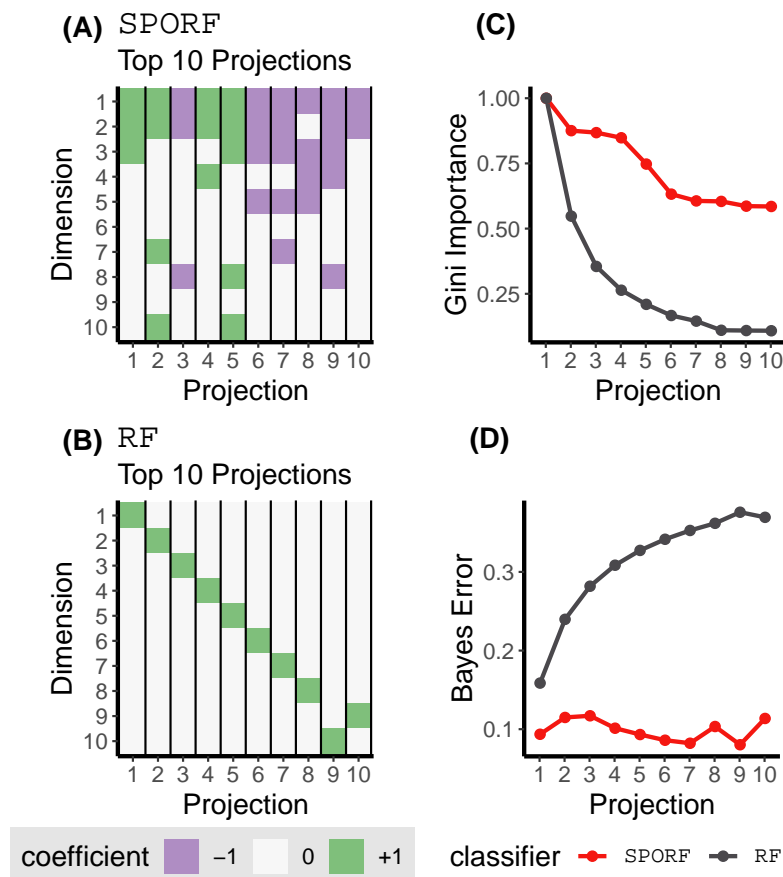 (A) SPORF
Top 10 Projections
Dimension
1
2
3
4
5
6
7
8
9
10
1 2 3 4 5 6 7 8 9 10
Projection
(C)
Gini Importance
1.00
0.75
0.50
0.25
1 2 3 4 5 6 7 8 9 10
Projection
(B) RF
Top 10 Projections
Dimension
1
2
3
4
5
6
7
8
9
10
1 2 3 4 5 6 7 8 9 10
Projection
(D)
Bayes Error
0.3
0.2
0.1
1 2 3 4 5 6 7 8 9 10
Projection
coefficient −1 0 +1
classifier SPORF RF